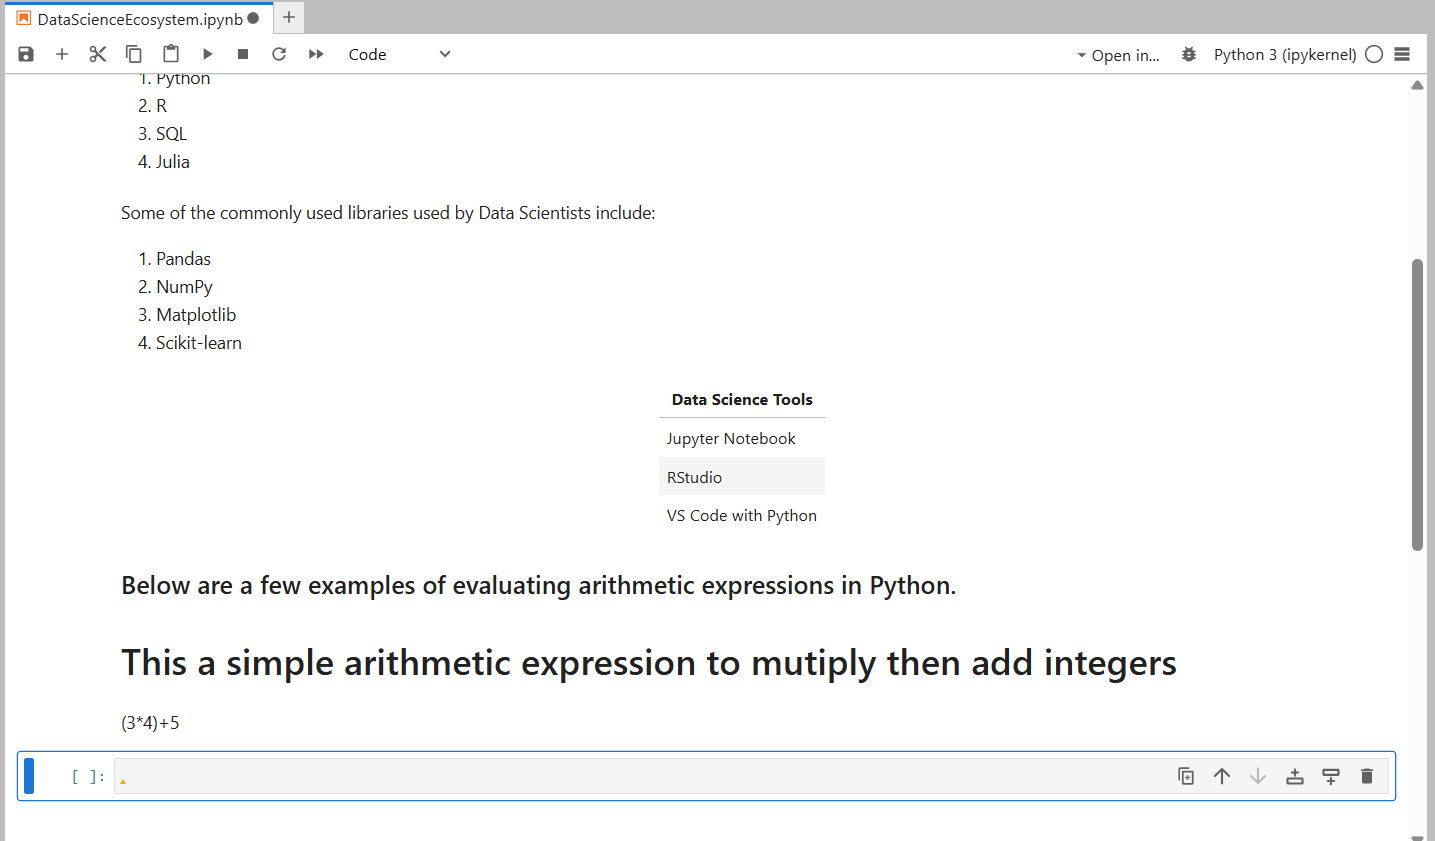 DataScienceEcosystem.ipynb
Code
Open in...
Python 3 (ipykernel)
1. Python
2. R
3. SQL
4. Julia
Some of the commonly used libraries used by Data Scientists include:
1. Pandas
2. NumPy
3. Matplotlib
4. Scikit-learn
Data Science Tools
Jupyter Notebook
RStudio
VS Code with Python
Below are a few examples of evaluating arithmetic expressions in Python.
This a simple arithmetic expression to mutiply then add integers
(3*4)+5
[ ]: